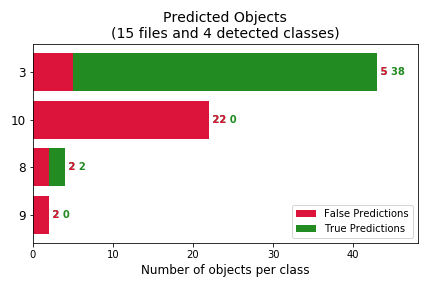 Predicted Objects
(15 files and 4 detected classes)
3
5 38
10
22 0
8
2 2
9
2 0
False Predictions
True Predictions
0 10 20 30 40
Number of objects per class